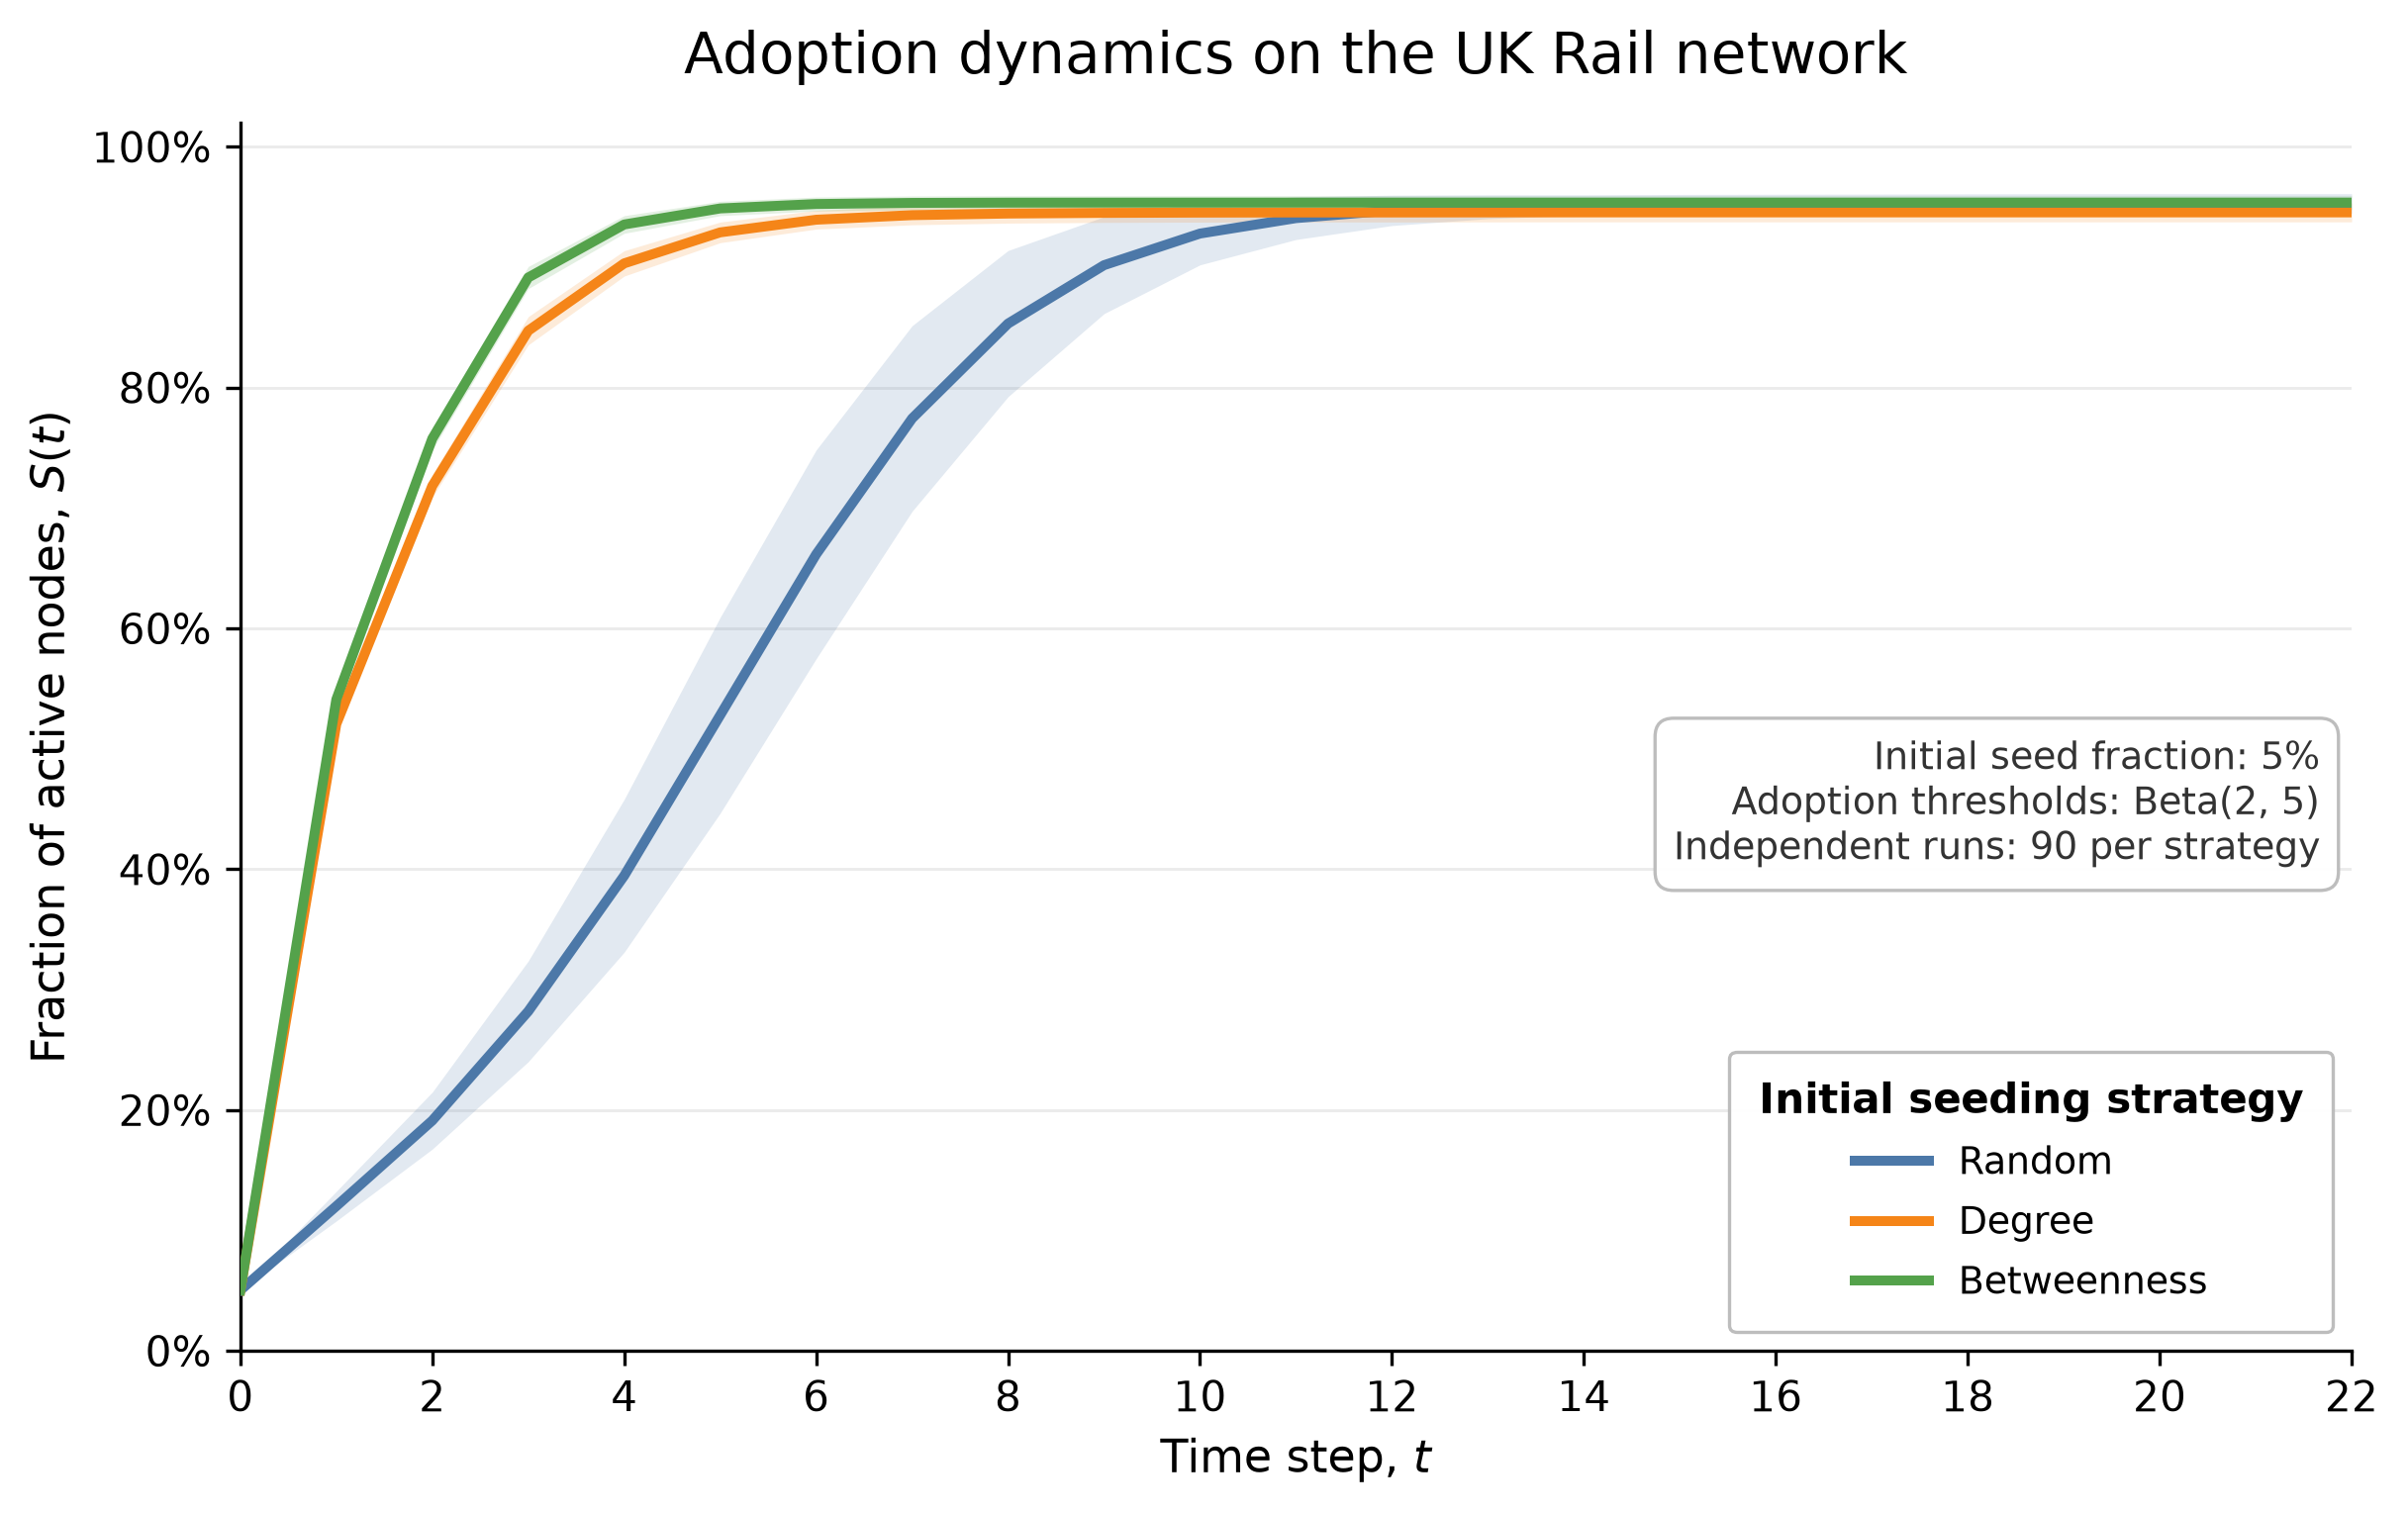 Adoption dynamics on the UK Rail network
100%
80%
60%
40%
20%
0%
Fraction of active nodes, S(t)
Initial seed fraction: 5%
Adoption thresholds: Beta(2, 5)
Independent runs: 90 per strategy
Initial seeding strategy
Random
Degree
Betweenness
0 2 4 6 8 10 12 14 16 18 20 22
Time step, t